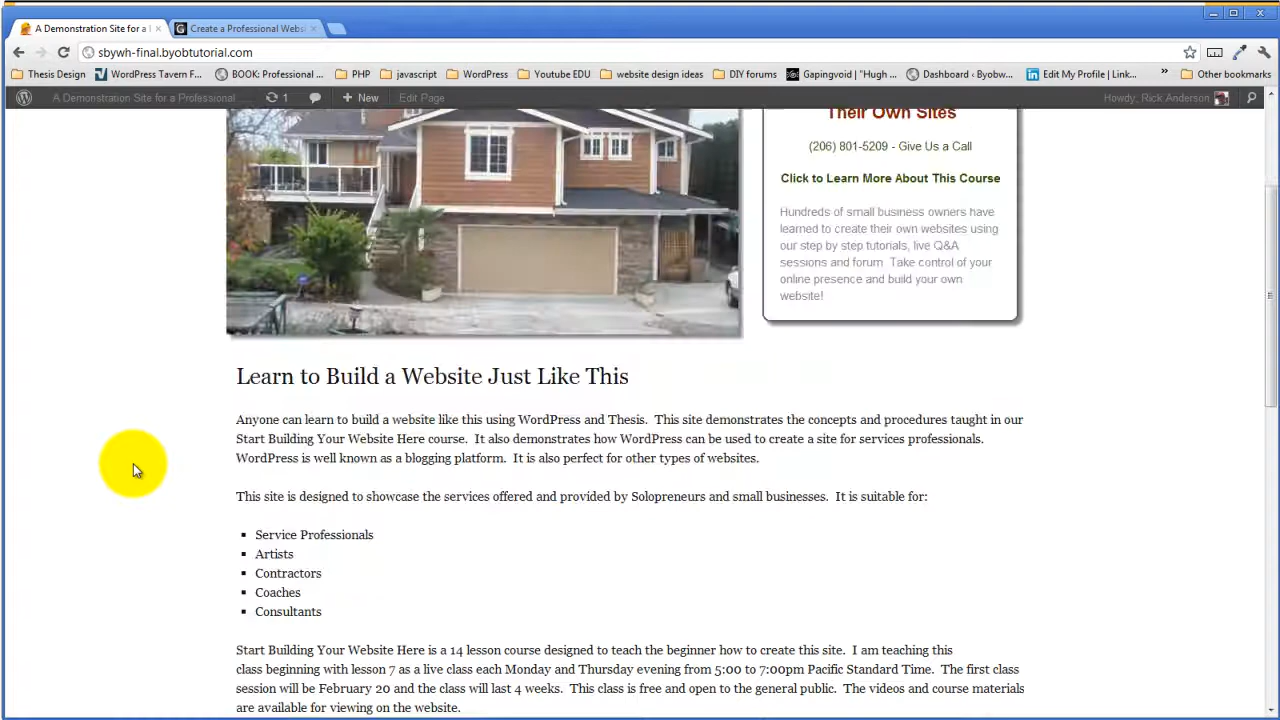 A Demonstration Site for a
Create a Professional Websi
sbywh-final.byobtutorial.com
Thesis Design
WordPress Tavern F...
BOOK: Professional ...
PHP
javascript
WordPress
Youtube EDU
website design ideas
DIY forums
Gapingvoid | "Hugh ...
Dashboard ‹ Byobw...
Edit My Profile | Link...
»
Other bookmarks
A Demonstration Site for a Professional
1
New
Edit Page
Howdy, Rick Anderson
Their Own Sites
(206) 801-5209 - Give Us a Call
Click to Learn More About This Course
Hundreds of small business owners have
learned to create their own websites using
our step by step tutorials, live Q&A
sessions and forum  Take control of your
online presence and build your own
website!
Learn to Build a Website Just Like This
Anyone can learn to build a website like this using WordPress and Thesis.  This site demonstrates the concepts and procedures taught in our
Start Building Your Website Here course.  It also demonstrates how WordPress can be used to create a site for services professionals.
WordPress is well known as a blogging platform.  It is also perfect for other types of websites.
This site is designed to showcase the services offered and provided by Solopreneurs and small businesses.  It is suitable for:
Service Professionals
Artists
Contractors
Coaches
Consultants
Start Building Your Website Here is a 14 lesson course designed to teach the beginner how to create this site.  I am teaching this
class beginning with lesson 7 as a live class each Monday and Thursday evening from 5:00 to 7:00pm Pacific Standard Time.  The first class
session will be February 20 and the class will last 4 weeks.  This class is free and open to the general public.  The videos and course materials
are available for viewing on the website.